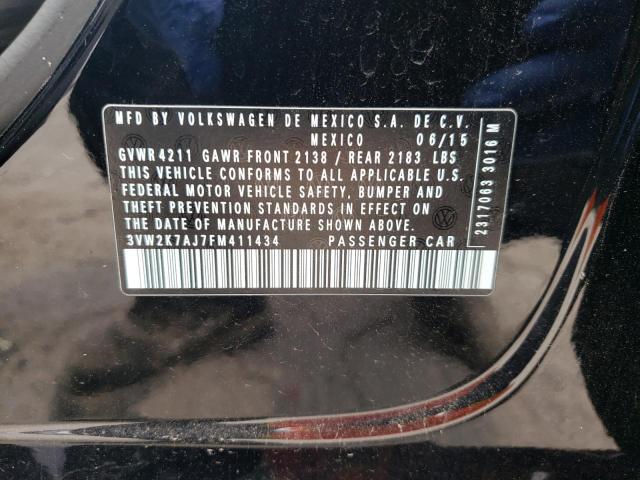 MFD BY VOLKSWAGEN DE MEXICO S.A. DE C.V.
MEXICO 06/15
GVWR 4211 GAWR FRONT 2138 / REAR 2183 LBS
THIS VEHICLE CONFORMS TO ALL APPLICABLE U.S.
FEDERAL MOTOR VEHICLE SAFETY, BUMPER AND
THEFT PREVENTION STANDARDS IN EFFECT ON
THE DATE OF MANUFACTURE SHOWN ABOVE.
3VW2K7AJ7FM411434 PASSENGER CAR
2317063 3016 M